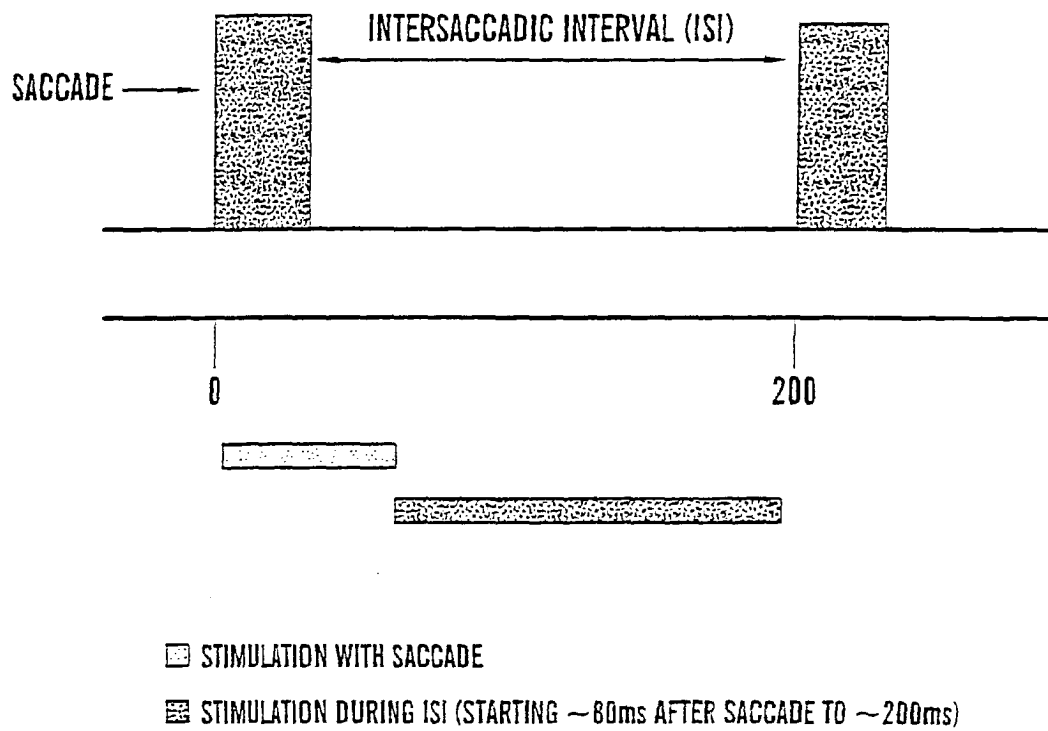 INTERSACCADIC INTERVAL (ISI)
SACCADE
0
200
STIMULATION WITH SACCADE
STIMULATION DURING ISI (STARTING ~80ms AFTER SACCADE TO ~200ms)